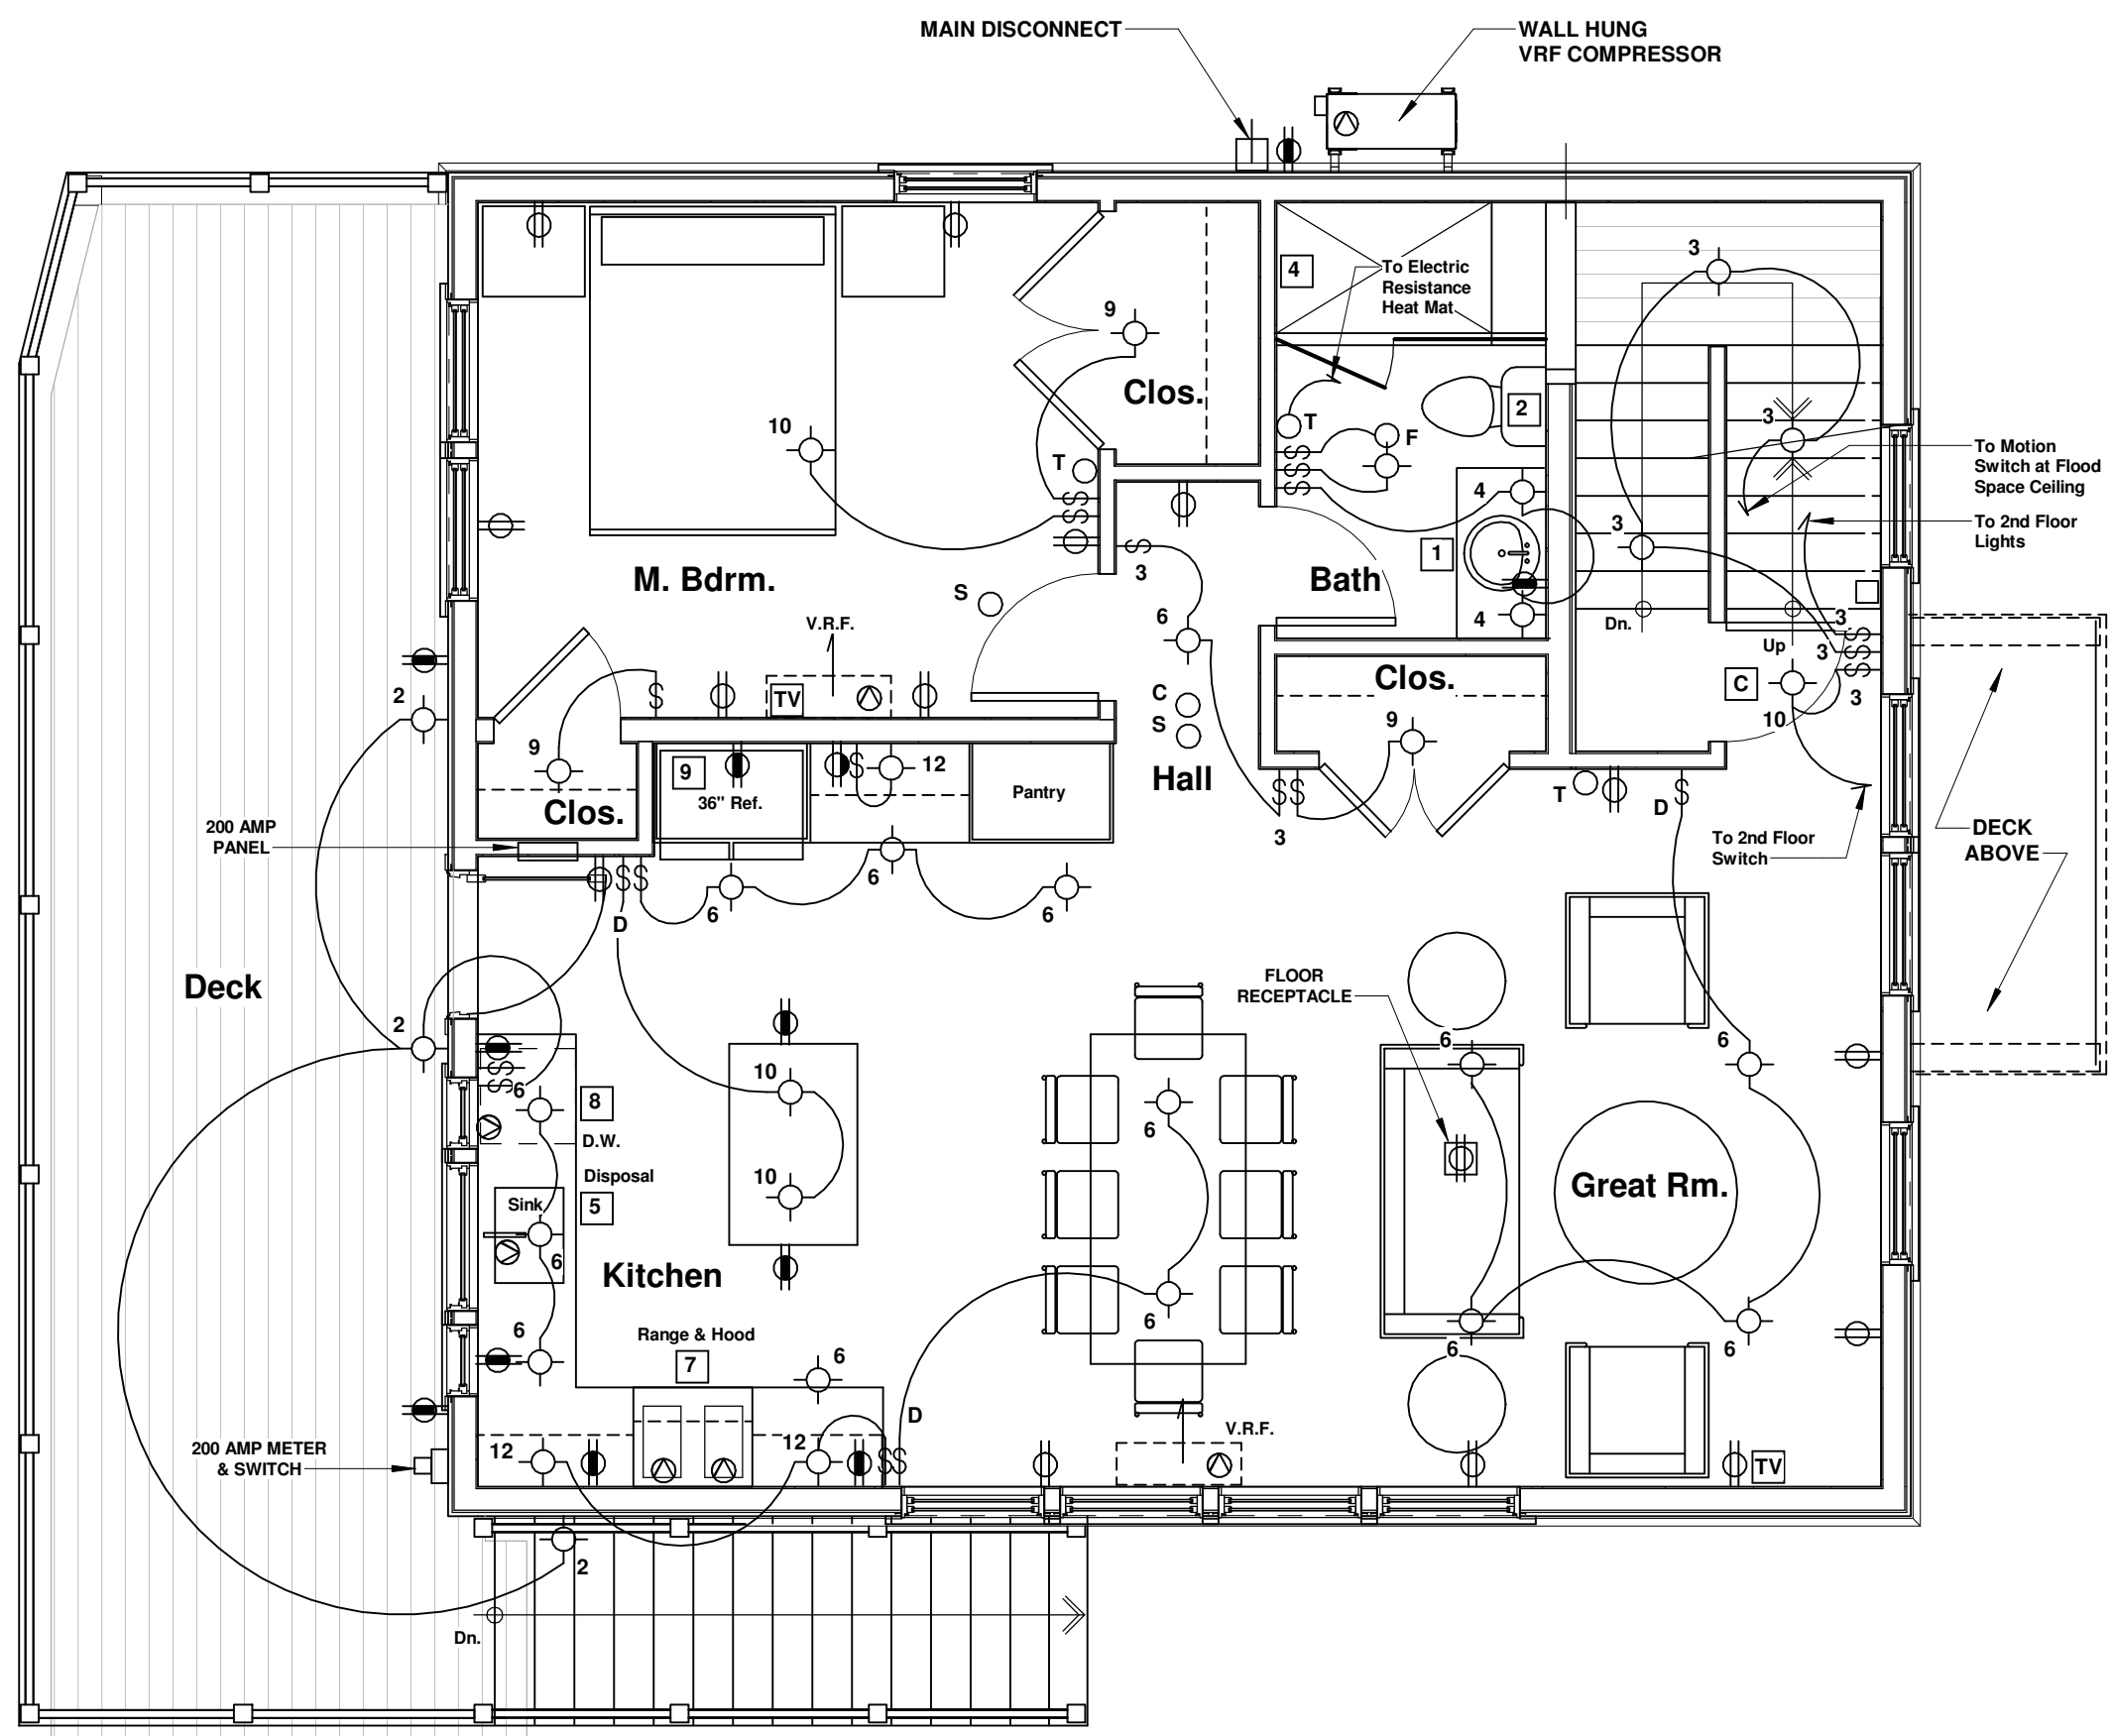 MAIN DISCONNECT
WALL HUNG
VRF COMPRESSOR
3
4
To Electric
Resistance
Heat Mat
9
Clos.
2
3
10
T
F
T
To Motion
Switch at Flood
Space Ceiling
4
3
To 2nd Floor
Lights
1
3
M. Bdrm.
Bath
S
6
4
V.R.F.
Dn.
3
Up
3
Clos.
C
3
2
TV
C
S
9
10
9
12
Hall
9
36" Ref.
Pantry
T
D
Clos.
200 AMP
PANEL
3
To 2nd Floor
Switch
DECK
ABOVE
6
6
6
D
Deck
FLOOR
RECEPTACLE
2
6
6
10
6
8
6
D.W.
10
Disposal
Sink
5
Great Rm.
6
Kitchen
6
Range & Hood
6
7
6
6
6
D
V.R.F.
12
12
200 AMP METER
& SWITCH
TV
2
Dn.